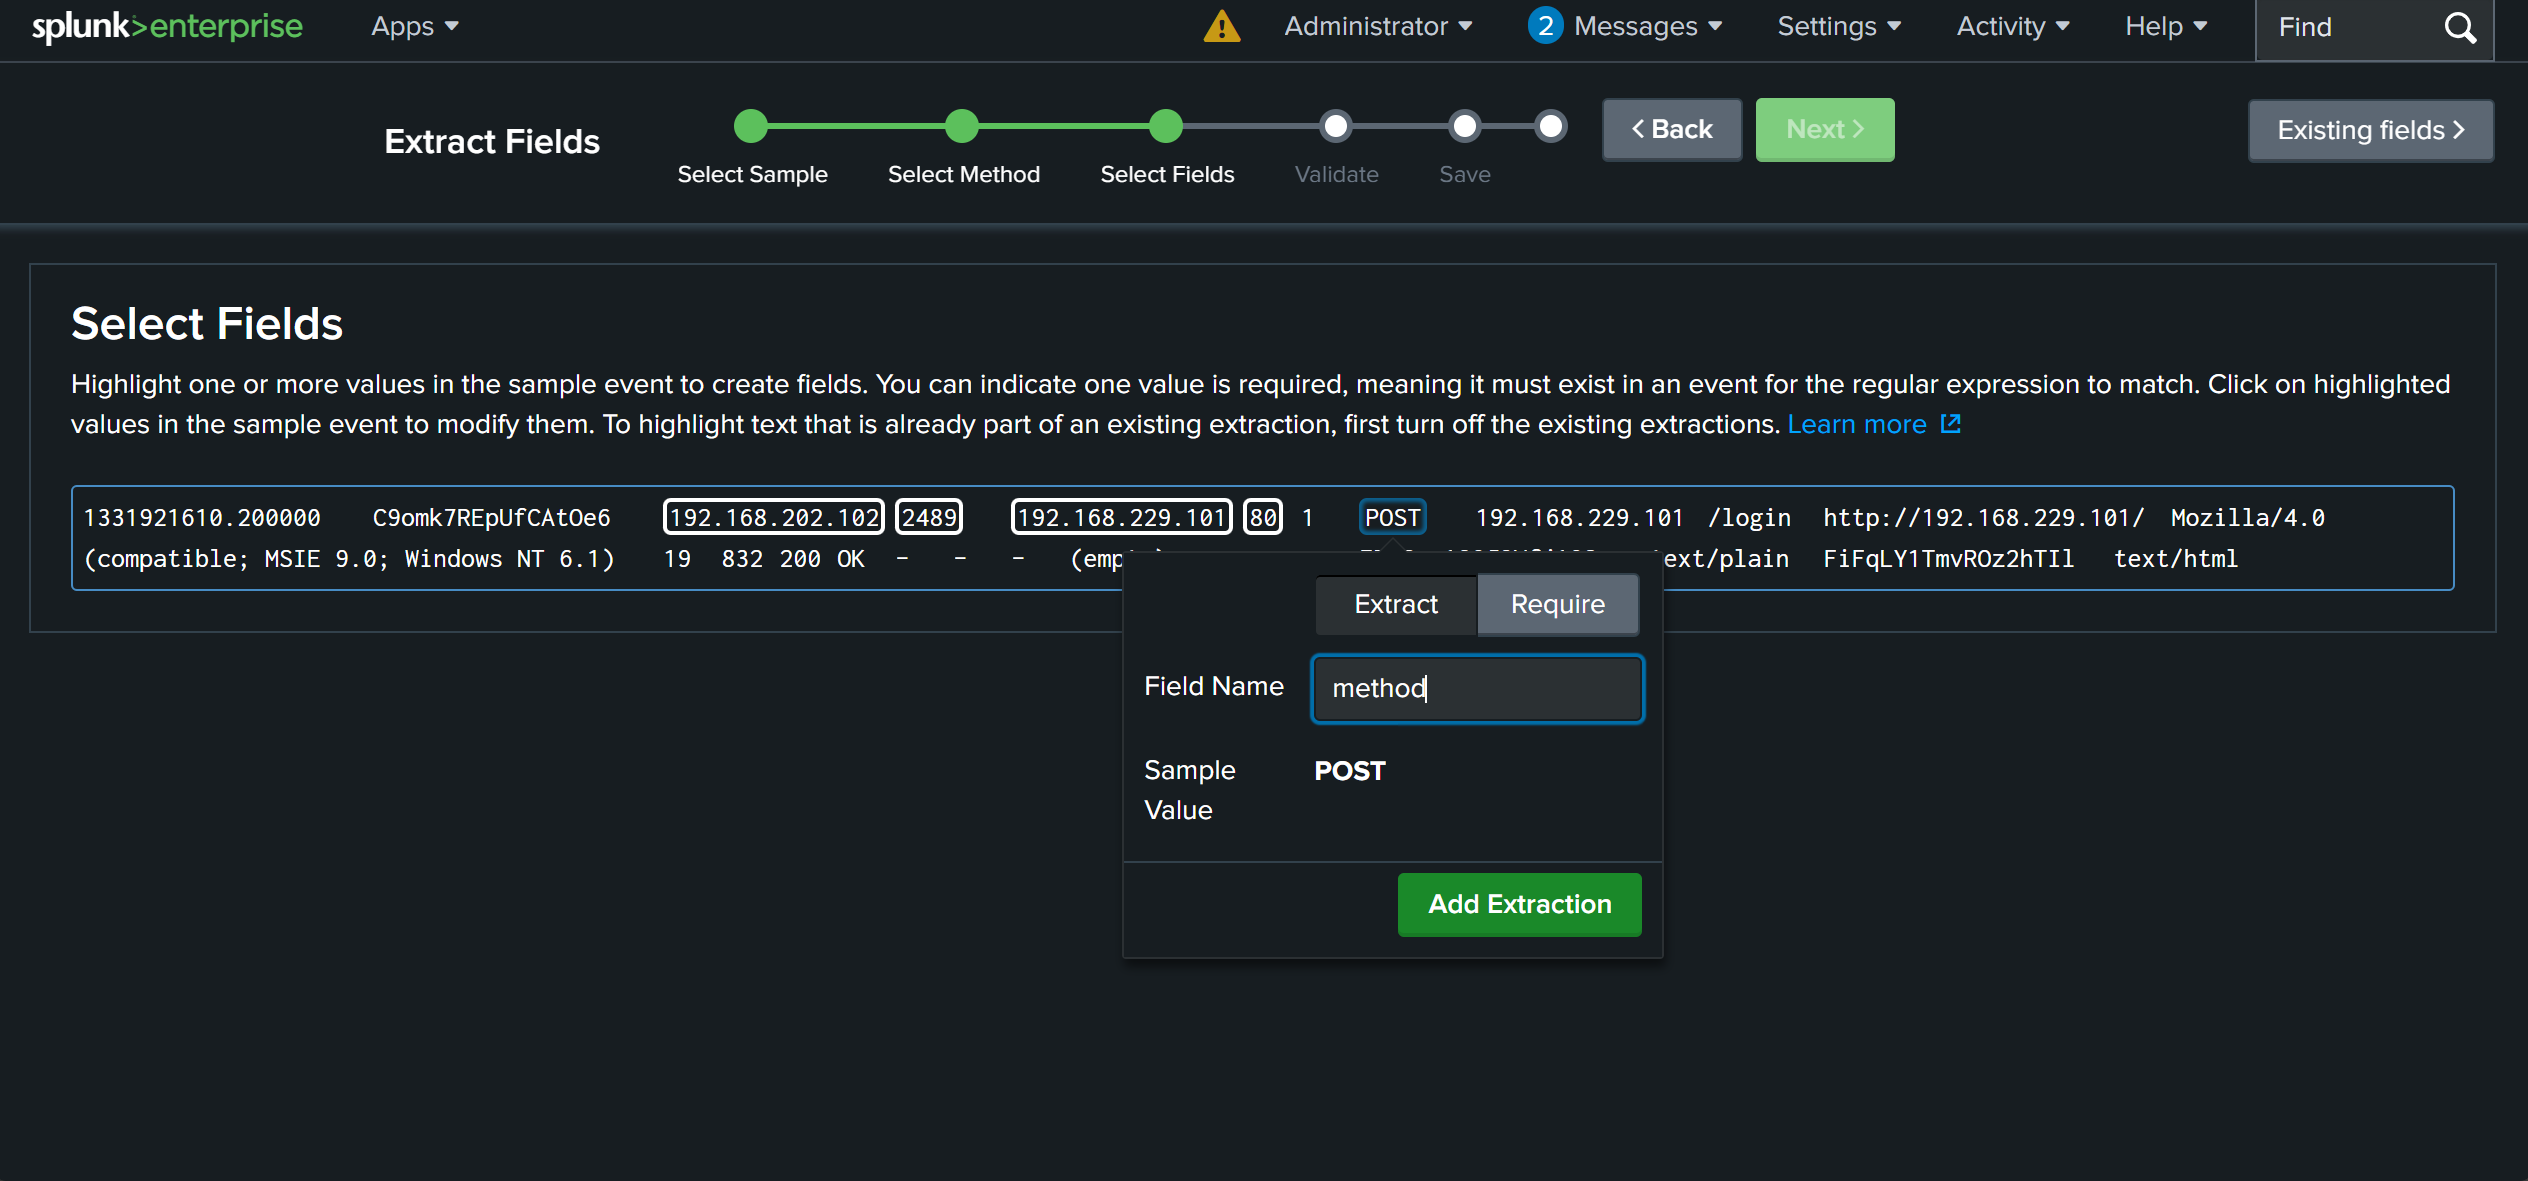 splunk>enterprise Apps Administrator 2 Messages Settings Activity Help Find
Extract Fields
Select Sample Select Method Select Fields Validate Save
< Back Next > Existing fields >
Select Fields
Highlight one or more values in the sample event to create fields. You can indicate one value is required, meaning it must exist in an event for the regular expression to match. Click on highlighted
values in the sample event to modify them. To highlight text that is already part of an existing extraction, first turn off the existing extractions. Learn more
1331921610.200000 C9omk7REpUfCAtOe6 192.168.202.102 2489 192.168.229.101 80 1 POST 192.168.229.101 /login http://192.168.229.101/ Mozilla/4.0
(compatible; MSIE 9.0; Windows NT 6.1) 19 832 200 OK - - - (emp ext/plain FiFqLY1TmvROz2hTIl text/html
Extract Require
Field Name method
Sample
Value
POST
Add Extraction